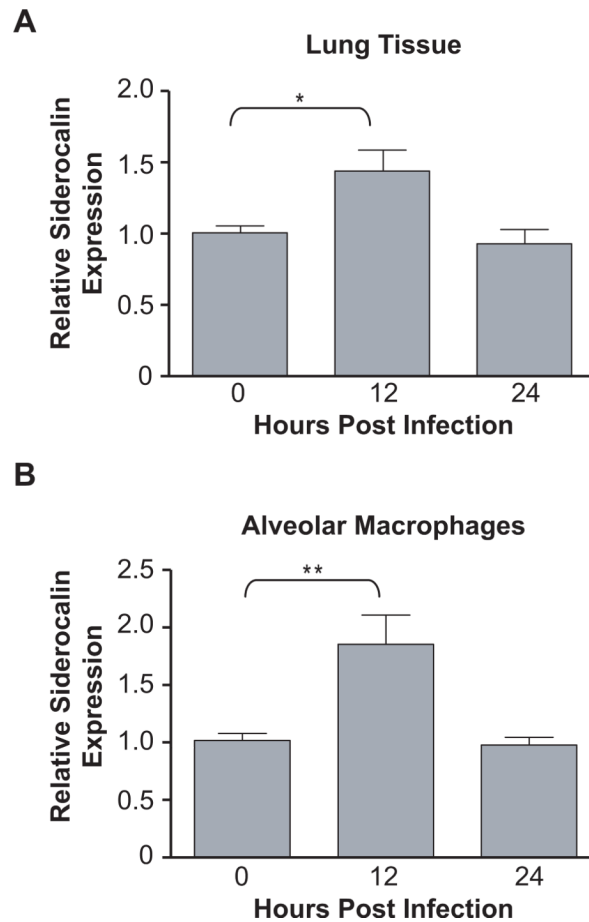 A
Lung Tissue
Relative Siderocalin
Expression
2.0
1.5
1.0
0.5
0
*
0
12
24
Hours Post Infection
B
Alveolar Macrophages
Relative Siderocalin
Expression
2.5
2.0
1.5
1.0
0.5
0
**
0
12
24
Hours Post Infection